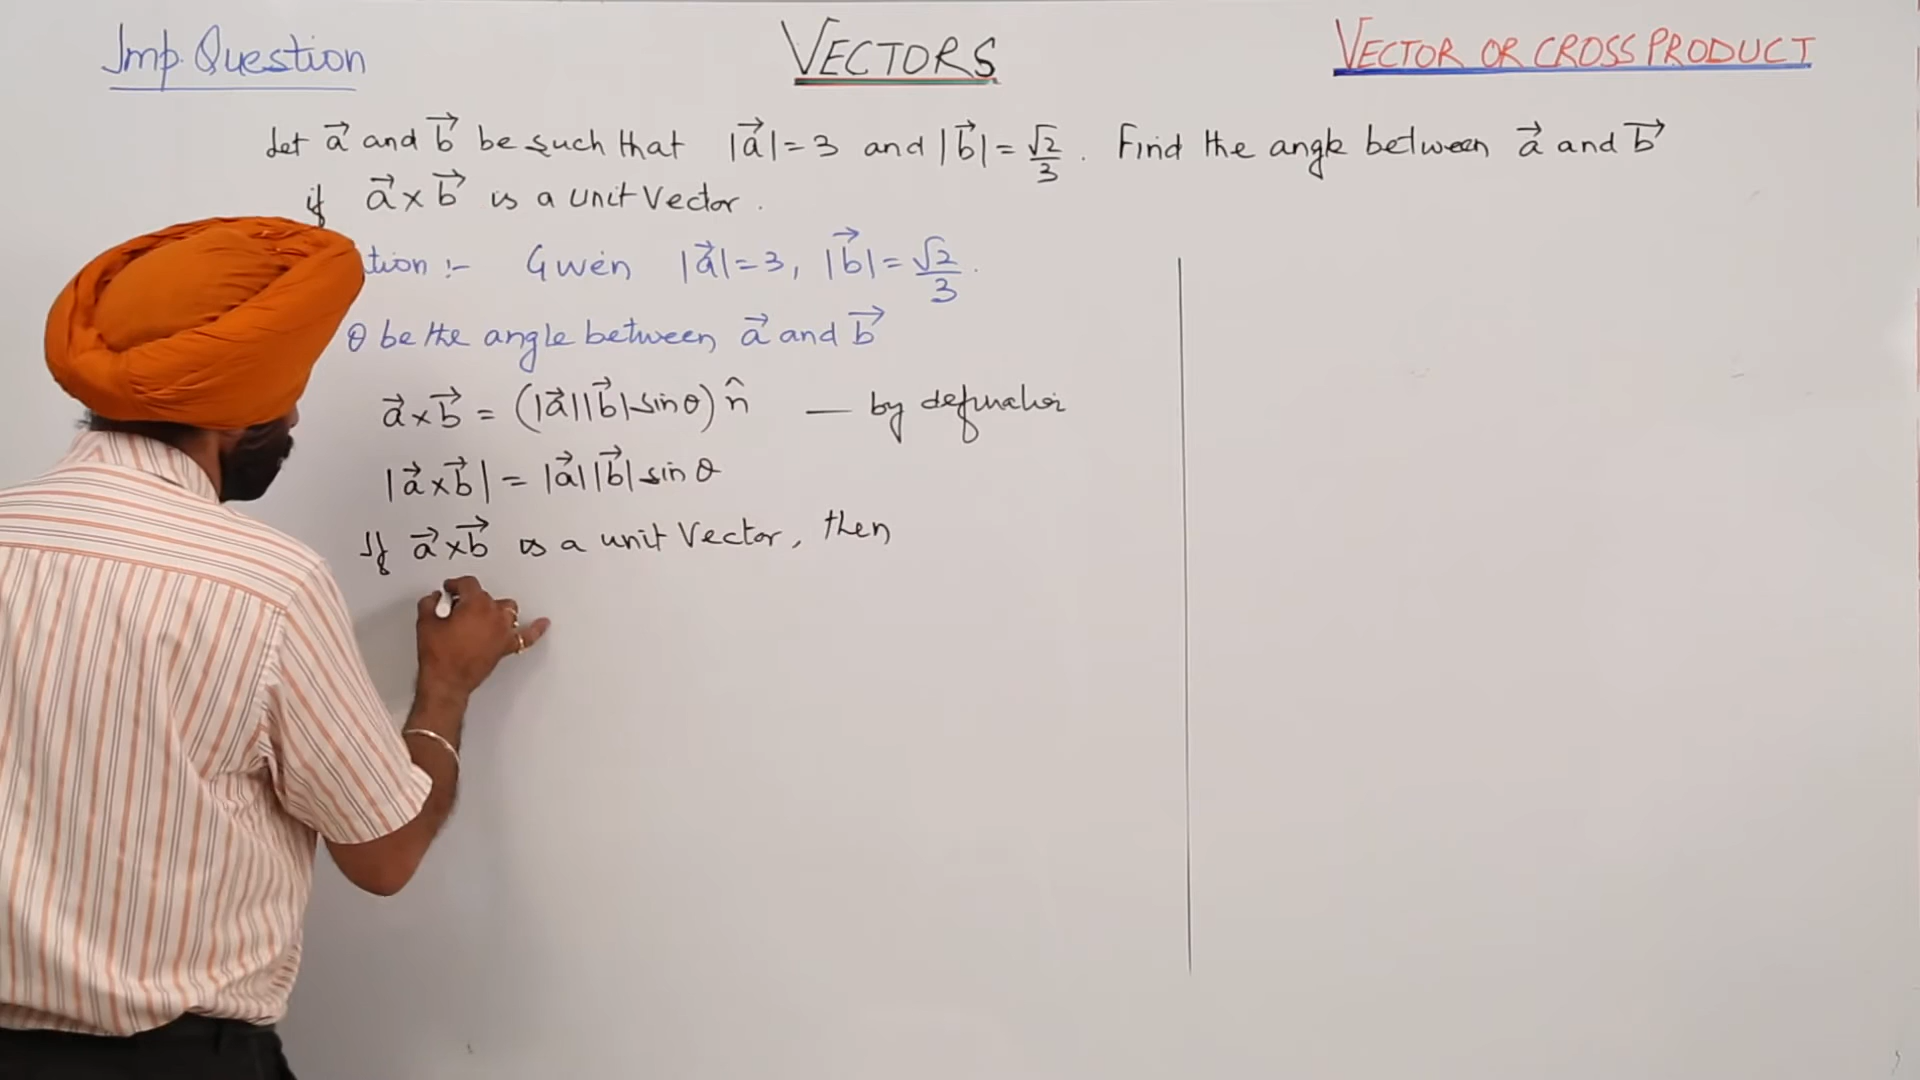 Imp. Question
VECTORS
VECTOR OR CROSS PRODUCT
Let a⃗ and b⃗ be such that |a⃗| = 3 and |b⃗| = √2/3. Find the angle between a⃗ and b⃗
if a⃗ × b⃗ is a unit Vector.
tion :- Given |a⃗| = 3, |b⃗| = √2/3.
θ be the angle between a⃗ and b⃗
a⃗ × b⃗ = (|a⃗||b⃗| sin θ) n̂ — by
|a⃗ × b⃗| = |a⃗||b⃗| sin θ
If a⃗ × b⃗ is a unit Vector, then